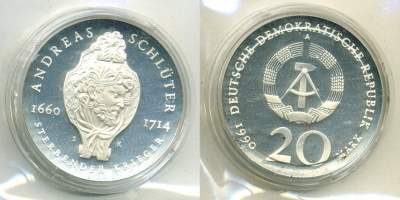 ANDREAS SCHLÜTER
1660
1714
STERBENDER KRIEGER
A
DEUTSCHE DEMOKRATISCHE REPUBLIK
1990
20
MARK